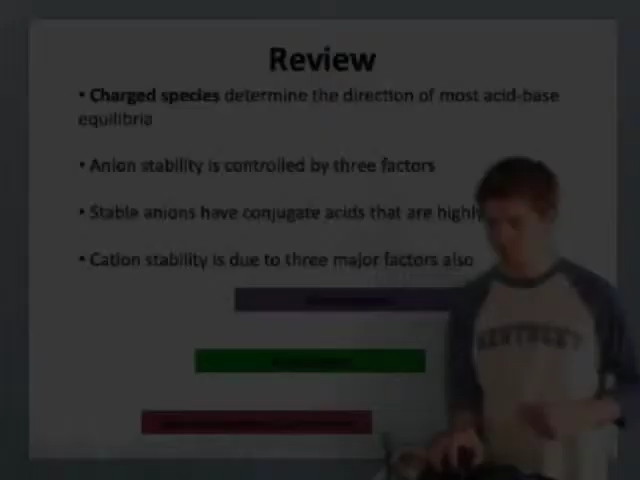 Review
• Charged species determine the direction of most acid-base
equilibria
• Anion stability is controlled by three factors
• Stable anions have conjugate acids that are highly
• Cation stability is due to three major factors also
KENTUCKY